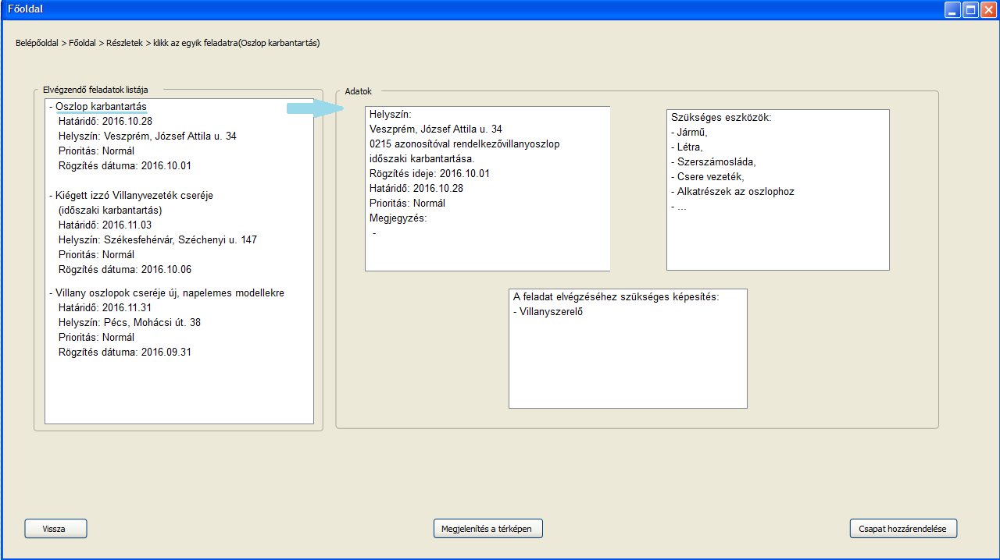 Főoldal
Belépőoldal > Főoldal > Részletek > klikk az egyik feladatra(Oszlop karbantartás)
Elvégzendő feladatok listája
- Oszlop karbantartás
Határidő: 2016.10.28
Helyszín: Veszprém, József Attila u. 34
Prioritás: Normál
Rögzítés dátuma: 2016.10.01
- Kiégett izzó Villanyvezeték cseréje
(időszaki karbantartás)
Határidő: 2016.11.03
Helyszín: Székesfehérvár, Széchenyi u. 147
Prioritás: Normál
Rögzítés dátuma: 2016.10.06
- Villany oszlopok cseréje új, napelemes modellekre
Határidő: 2016.11.31
Helyszín: Pécs, Mohácsi út. 38
Prioritás: Normál
Rögzítés dátuma: 2016.09.31
Adatok
Helyszín:
Veszprém, József Attila u. 34
0215 azonosítóval rendelkezővillanyoszlop
időszaki karbantartása.
Rögzítés ideje: 2016.10.01
Határidő: 2016.10.28
Prioritás: Normál
Megjegyzés:
-
Szükséges eszközök:
- Jármű,
- Létra,
- Szerszámosláda,
- Csere vezeték,
- Alkatrészek az oszlophoz
- ...
A feladat elvégzéséhez szükséges képesítés:
- Villanyszerelő
Vissza
Megjelenítés a térképen
Csapat hozzárendelése